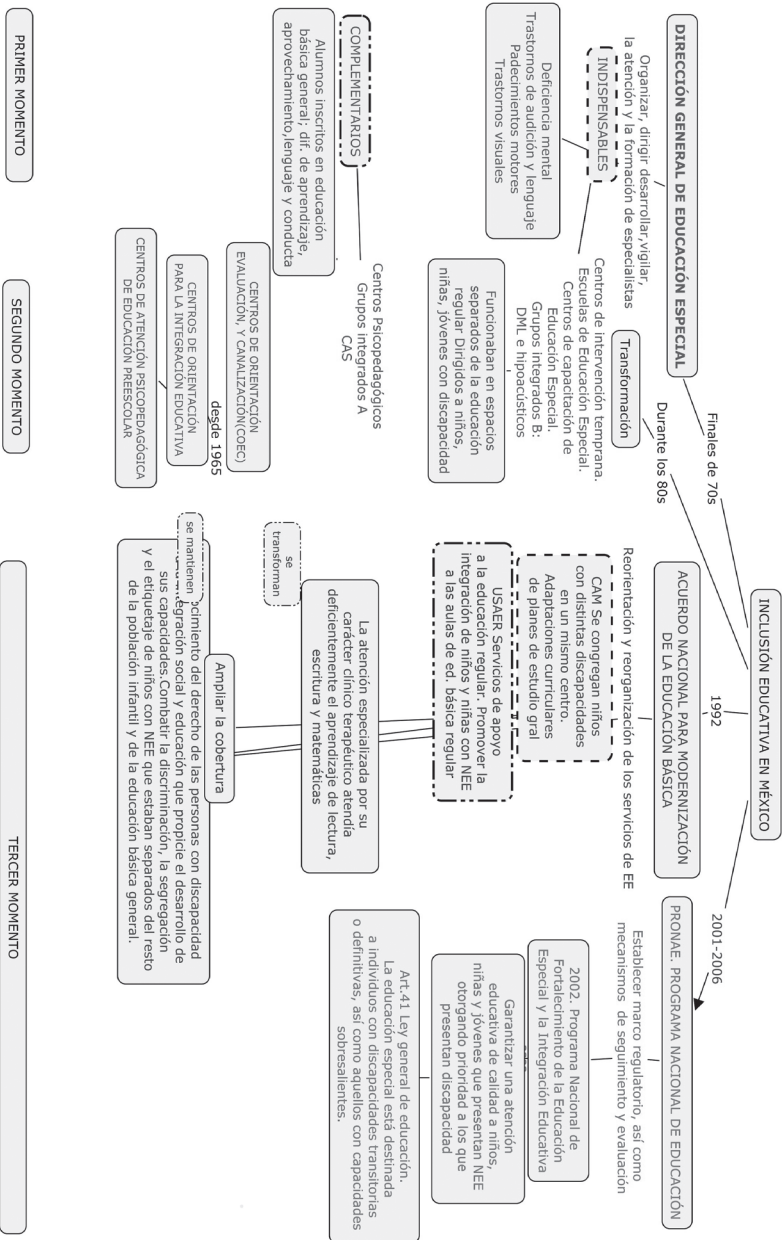 INCLUSIÓN EDUCATIVA EN MÉXICO
Finales de 70s
Durante los 80s
1992
2001-2006
DIRECCIÓN GENERAL DE EDUCACIÓN ESPECIAL
Organizar, dirigir desarrollar,vigilar,
la atención y la formación de especialistas
INDISPENSABLES
Deficiencia mental
Trastornos de audición y lenguaje
Padecimientos motores
Trastornos visuales
COMPLEMENTARIOS
Alumnos inscritos en educación
básica general; dif. de aprendizaje,
aprovechamiento,lenguaje y conducta
Transformación
Centros de intervención temprana.
Escuelas de Educación Especial.
Centros de capacitación de
Educación Especial.
Grupos integrados B:
DML e hipoacústicos
Funcionaban en espacios
separados de la educación
regular Dirigidos a niños,
niñas, jóvenes con discapacidad
Centros Psicopedagógicos
Grupos integrados A
CAS
CENTROS DE ORIENTACIÓN
EVALUACIÓN, Y CANALIZACIÓN(COEC)
desde 1965
CENTROS DE ORIENTACIÓN
PARA LA INTEGRACIÓN EDUCATIVA
CENTROS DE ATENCIÓN PSICOPEDAGÓGICA
DE EDUCACIÓN PREESCOLAR
ACUERDO NACIONAL PARA MODERNIZACIÓN
DE LA EDUCACIÓN BÁSICA
Reorientación y reorganización de los servicios de EE
CAM Se congregan niños
con distintas discapacidades
en un mismo centro.
Adaptaciones curriculares
de planes de estudio gral
USAER Servicios de apoyo
a la educación regular. Promover la
integración de niños y niñas con NEE
a las aulas de ed. básica regular
La atención especializada por su
carácter clínico terapéutico atendía
deficientemente el aprendizaje de lectura,
escritura y matemáticas
se
transforman
Ampliar la cobertura
se mantienen
del derecho de las personas con discapacidad
social y educación que propicie el desarrollo de
sus capacidades.Combatir la discriminación, la segregación
y el etiquetaje de niños con NEE que estaban separados del resto
de la población infantil y de la educación básica general.
PRONAE. PROGRAMA NACIONAL DE EDUCACIÓN
Establecer marco regulatorio, así como
mecanismos de seguimiento y evaluación
2002. Programa Nacional de
Fortalecimiento de la Educación
Especial y la Integración Educativa
Garantizar una atención
educativa de calidad a niños,
niñas y jóvenes que presentan NEE
otorgando prioridad a los que
presentan discapacidad
Art.41 Ley general de educación.
La educación especial está destinada
a individuos con discapacidades transitorias
o definitivas, así como aquellos con capacidades
sobresalientes.
PRIMER MOMENTO
SEGUNDO MOMENTO
TERCER MOMENTO